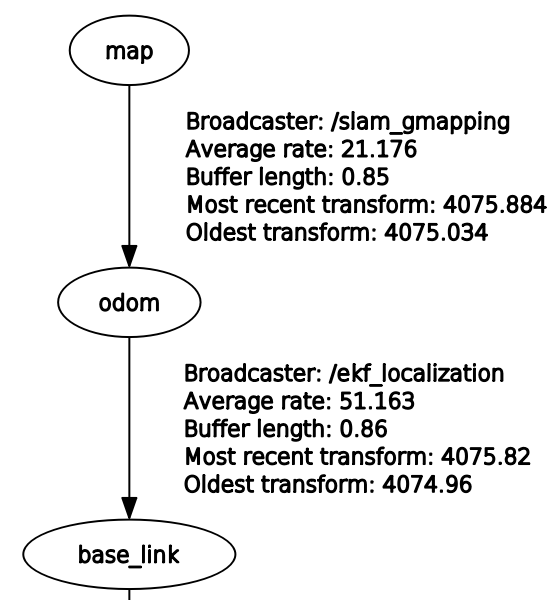 map
Broadcaster: /slam_gmapping
Average rate: 21.176
Buffer length: 0.85
Most recent transform: 4075.884
Oldest transform: 4075.034
odom
Broadcaster: /ekf_localization
Average rate: 51.163
Buffer length: 0.86
Most recent transform: 4075.82
Oldest transform: 4074.96
base_link